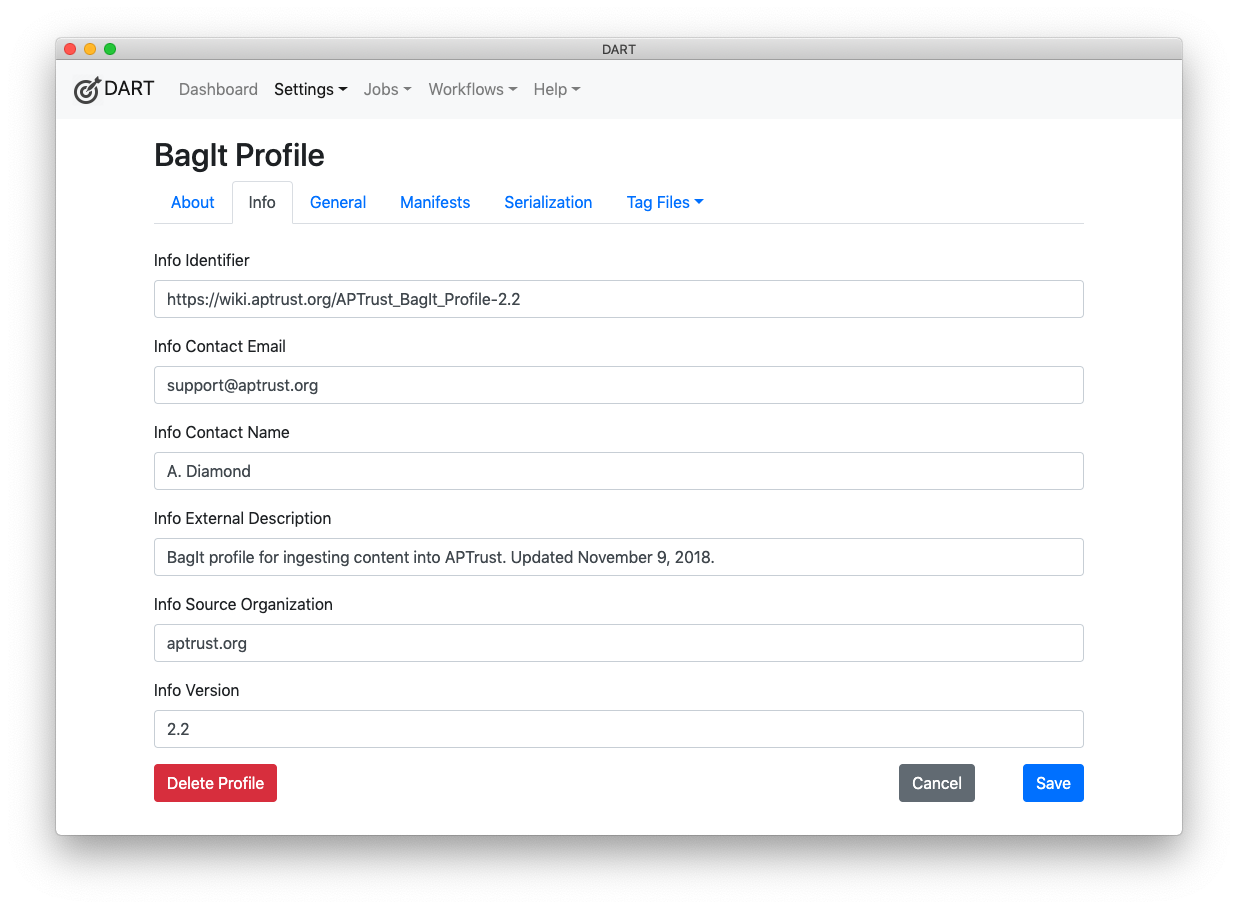 DART
DART Dashboard Settings Jobs Workflows Help
BagIt Profile
About Info General Manifests Serialization Tag Files
Info Identifier
https://wiki.aptrust.org/APTrust_BagIt_Profile-2.2
Info Contact Email
support@aptrust.org
Info Contact Name
A. Diamond
Info External Description
BagIt profile for ingesting content into APTrust. Updated November 9, 2018.
Info Source Organization
aptrust.org
Info Version
2.2
Delete Profile Cancel Save